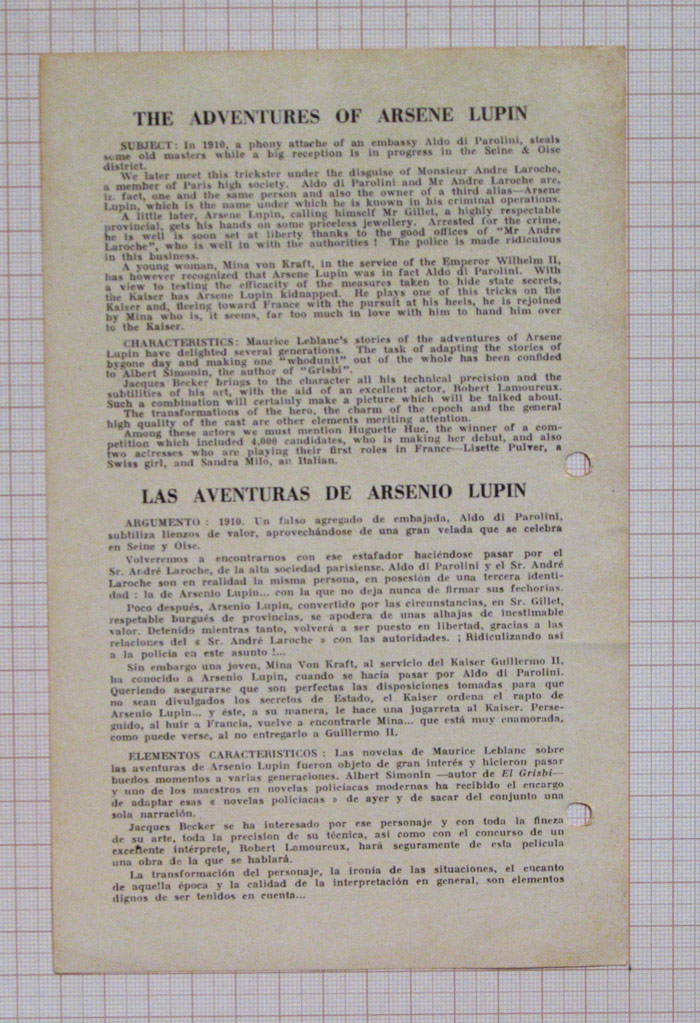 THE ADVENTURES OF ARSENE LUPIN
SUBJECT: In 1910, a phony attache of an embassy Aldo di Parolini, steals
some old masters while a big reception is in progress in the Seine & Oise
district.
We later meet this trickster under the disguise of Monsieur Andre Laroche,
a member of Paris high society. Aldo di Parolini and Mr Andre Laroche are,
in fact, one and the same person and also the owner of a third alias—Arsene
Lupin, which is the name under which he is known in his criminal operations.
A little later, Arsene Lupin, calling himself Mr Gillet, a highly respectable
provincial, gets his hands on some priceless jewellery. Arrested for the crime,
he is well is soon set at liberty thanks to the good offices of "Mr Andre
Laroche", who is well in with the authorities ! The police is made ridiculous
in this business.
A young woman, Mina von Kraft, in the service of the Emperor Wilhelm II,
has however recognized that Arsene Lupin was in fact Aldo di Parolini. With
a view to testing the efficacity of the measures taken to hide state secrets,
the Kaiser has Arsene Lupin kidnapped. He plays one of this tricks on the
Kaiser and, fleeing toward France with the pursuit at his heels, he is rejoined
by Mina who is, it seems, far too much in love with him to hand him over
to the Kaiser.
CHARACTERISTICS: Maurice Leblanc's stories of the adventures of Arsene
Lupin have delighted several generations. The task of adapting the stories of
bygone day and making one "whodunit" out of the whole has been confided
to Albert Simonin, the author of "Grisbi".
Jacques Becker brings to the character all his technical precision and the
subtilities of his art, with the aid of an excellent actor, Robert Lamoureux.
Such a combination will certainly make a picture which will be talked about.
The transformations of the hero, the charm of the epoch and the general
high quality of the cast are other elements meriting attention.
Among these actors we must mention Huguette Hue, the winner of a com-
petition which included 4,000 candidates, who is making her debut, and also
two actresses who are playing their first roles in France—Lisette Pulver, a
Swiss girl, and Sandra Milo, an Italian.
LAS AVENTURAS DE ARSENIO LUPIN
ARGUMENTO : 1910. Un falso agregado de embajada, Aldo di Parolini,
subtiliza lienzos de valor, aprovechándose de una gran velada que se celebra
en Seine y Oise.
Volveremos a encontrarnos con ese estafador haciéndose pasar por el
Sr. André Laroche, de la alta sociedad parisiense. Aldo di Parolini y el Sr. André
Laroche son en realidad la misma persona, en posesión de una tercera identi-
dad : la de Arsenio Lupin... con la que no deja nunca de firmar sus fechorías.
Poco después, Arsenio Lupin, convertido por las circunstancias, en Sr. Gillet,
respetable burgués de provincias, se apodera de unas alhajas de inestimable
valor. Detenido mientras tanto, volverá a ser puesto en libertad, gracias a las
relaciones del « Sr. André Laroche » con las autoridades. ¡ Ridiculizando así
a la policía en este asunto !...
Sin embargo una joven, Mina Von Kraft, al servicio del Kaiser Guillermo II,
ha conocido a Arsenio Lupin, cuando se hacía pasar por Aldo di Parolini.
Queriendo asegurarse que son perfectas las disposiciones tomadas para que
no sean divulgados los secretos de Estado, el Kaiser ordena el rapto de
Arsenio Lupin... y éste, a su manera, le hace una jugarreta al Kaiser. Perse-
guido, al huir a Francia, vuelve a encontrarle Mina... que está muy enamorada,
como puede verse, al no entregarlo a Guillermo II.
ELEMENTOS CARACTERISTICOS : Las novelas de Maurice Leblanc sobre
las aventuras de Arsenio Lupin fueron objeto de gran interés y hicieron pasar
buenos momentos a varias generaciones. Albert Simonin —autor de El Grisbi—
y uno de los maestros en novelas policíacas modernas ha recibido el encargo
de adaptar esas « novelas policíacas » de ayer y de sacar del conjunto una
sola narración.
Jacques Becker se ha interesado por ese personaje y con toda la fineza
de su arte, toda la precision de su técnica, así como con el concurso de un
excellente intérprete, Robert Lamoureux, hará seguramente de esta película
una obra de la que se hablará.
La transformación del personaje, la ironía de las situaciones, el encanto
de aquella época y la calidad de la interpretación en general, son elementos
dignos de ser tenidos en cuenta...